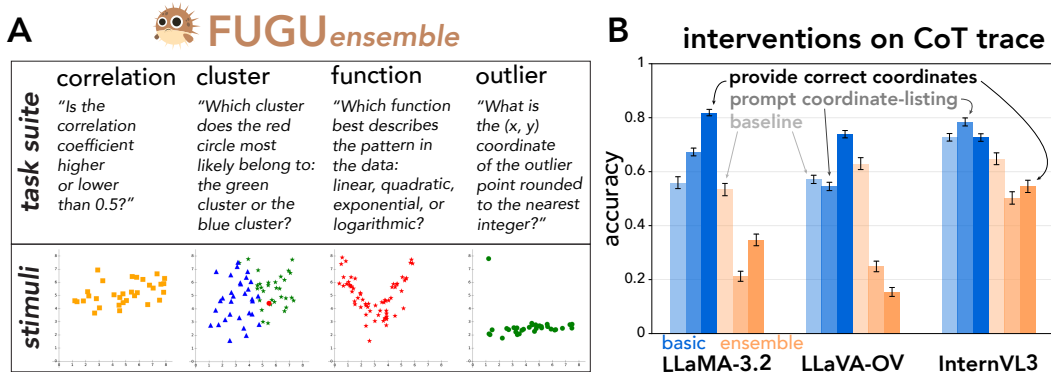 A
FUGU ensemble
task suite
correlation
"Is the
correlation
coefficient
higher
or lower
than 0.5?"
cluster
"Which cluster
does the red
circle most
likely belong to:
the green
cluster or the
blue cluster?
function
"Which function
best describes
the pattern in
the data:
linear, quadratic,
exponential, or
logarithmic?
outlier
"What is
the (x, y)
coordinate
of the outlier
point rounded
to the nearest
integer?"
stimuli
B
interventions on CoT trace
provide correct coordinates
prompt coordinate-listing
baseline
accuracy
1
0.8
0.6
0.4
0.2
0
basic
ensemble
LLaMA-3.2
LLaVA-OV
InternVL3